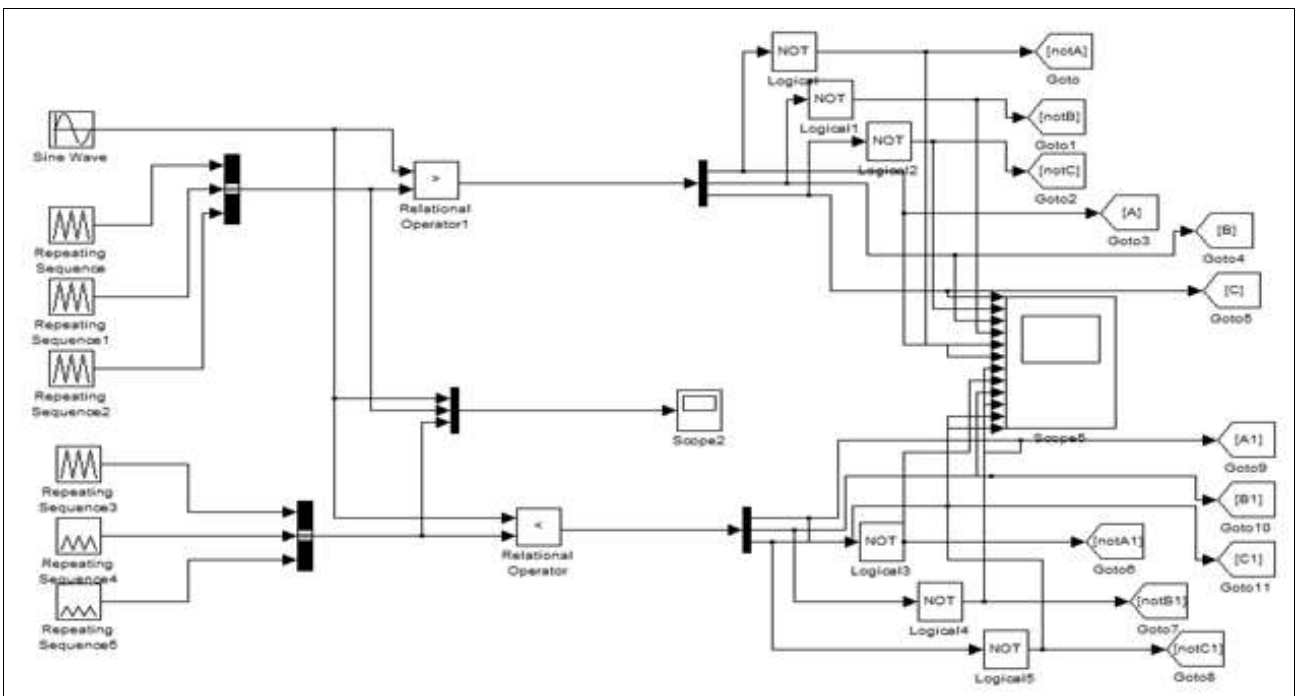 NOT
Logical
[notA]
Goto
NOT
Logical1
[notB]
Goto1
NOT
Logical2
[notC]
Goto2
Sine Wave
>
Relational
Operator1
[A]
Goto3
[B]
Goto4
[C]
Goto5
Repeating
Sequence
Repeating
Sequence1
Repeating
Sequence2
Scope2
Scope5
Repeating
Sequence3
Repeating
Sequence4
Repeating
Sequence5
<
Relational
Operator
[A1]
Goto9
[B1]
Goto10
[C1]
Goto11
NOT
Logical3
[notA1]
Goto6
NOT
Logical4
[notB1]
Goto7
NOT
Logical5
[notC1]
Goto8